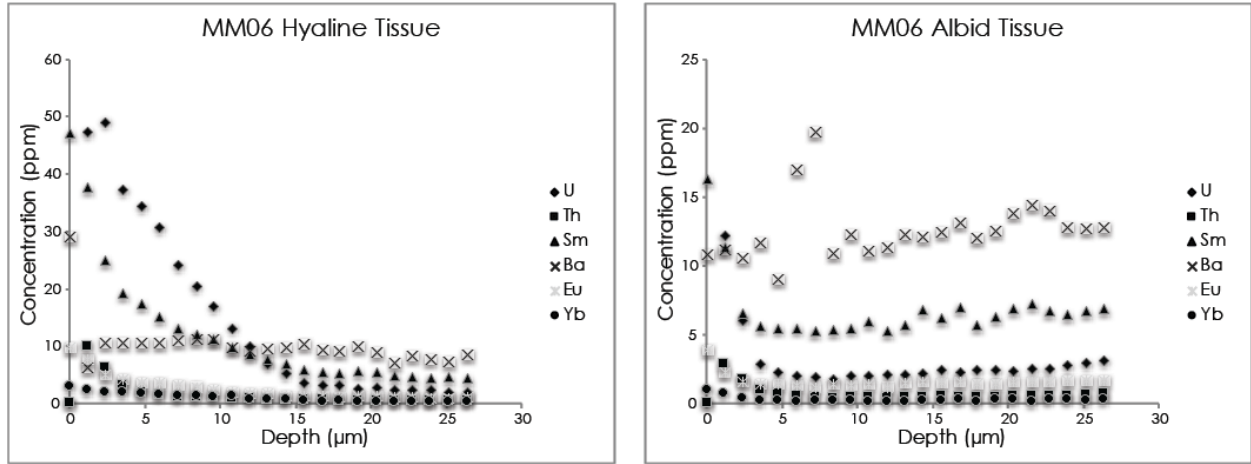 MM06 Hyaline Tissue
Concentration (ppm)
60
50
40
30
20
10
0
0 5 10 15 20 25 30
Depth (µm)
U
Th
Sm
Ba
Eu
Yb
MM06 Albid Tissue
Concentration (ppm)
25
20
15
10
5
0
0 5 10 15 20 25 30
Depth (µm)
U
Th
Sm
Ba
Eu
Yb